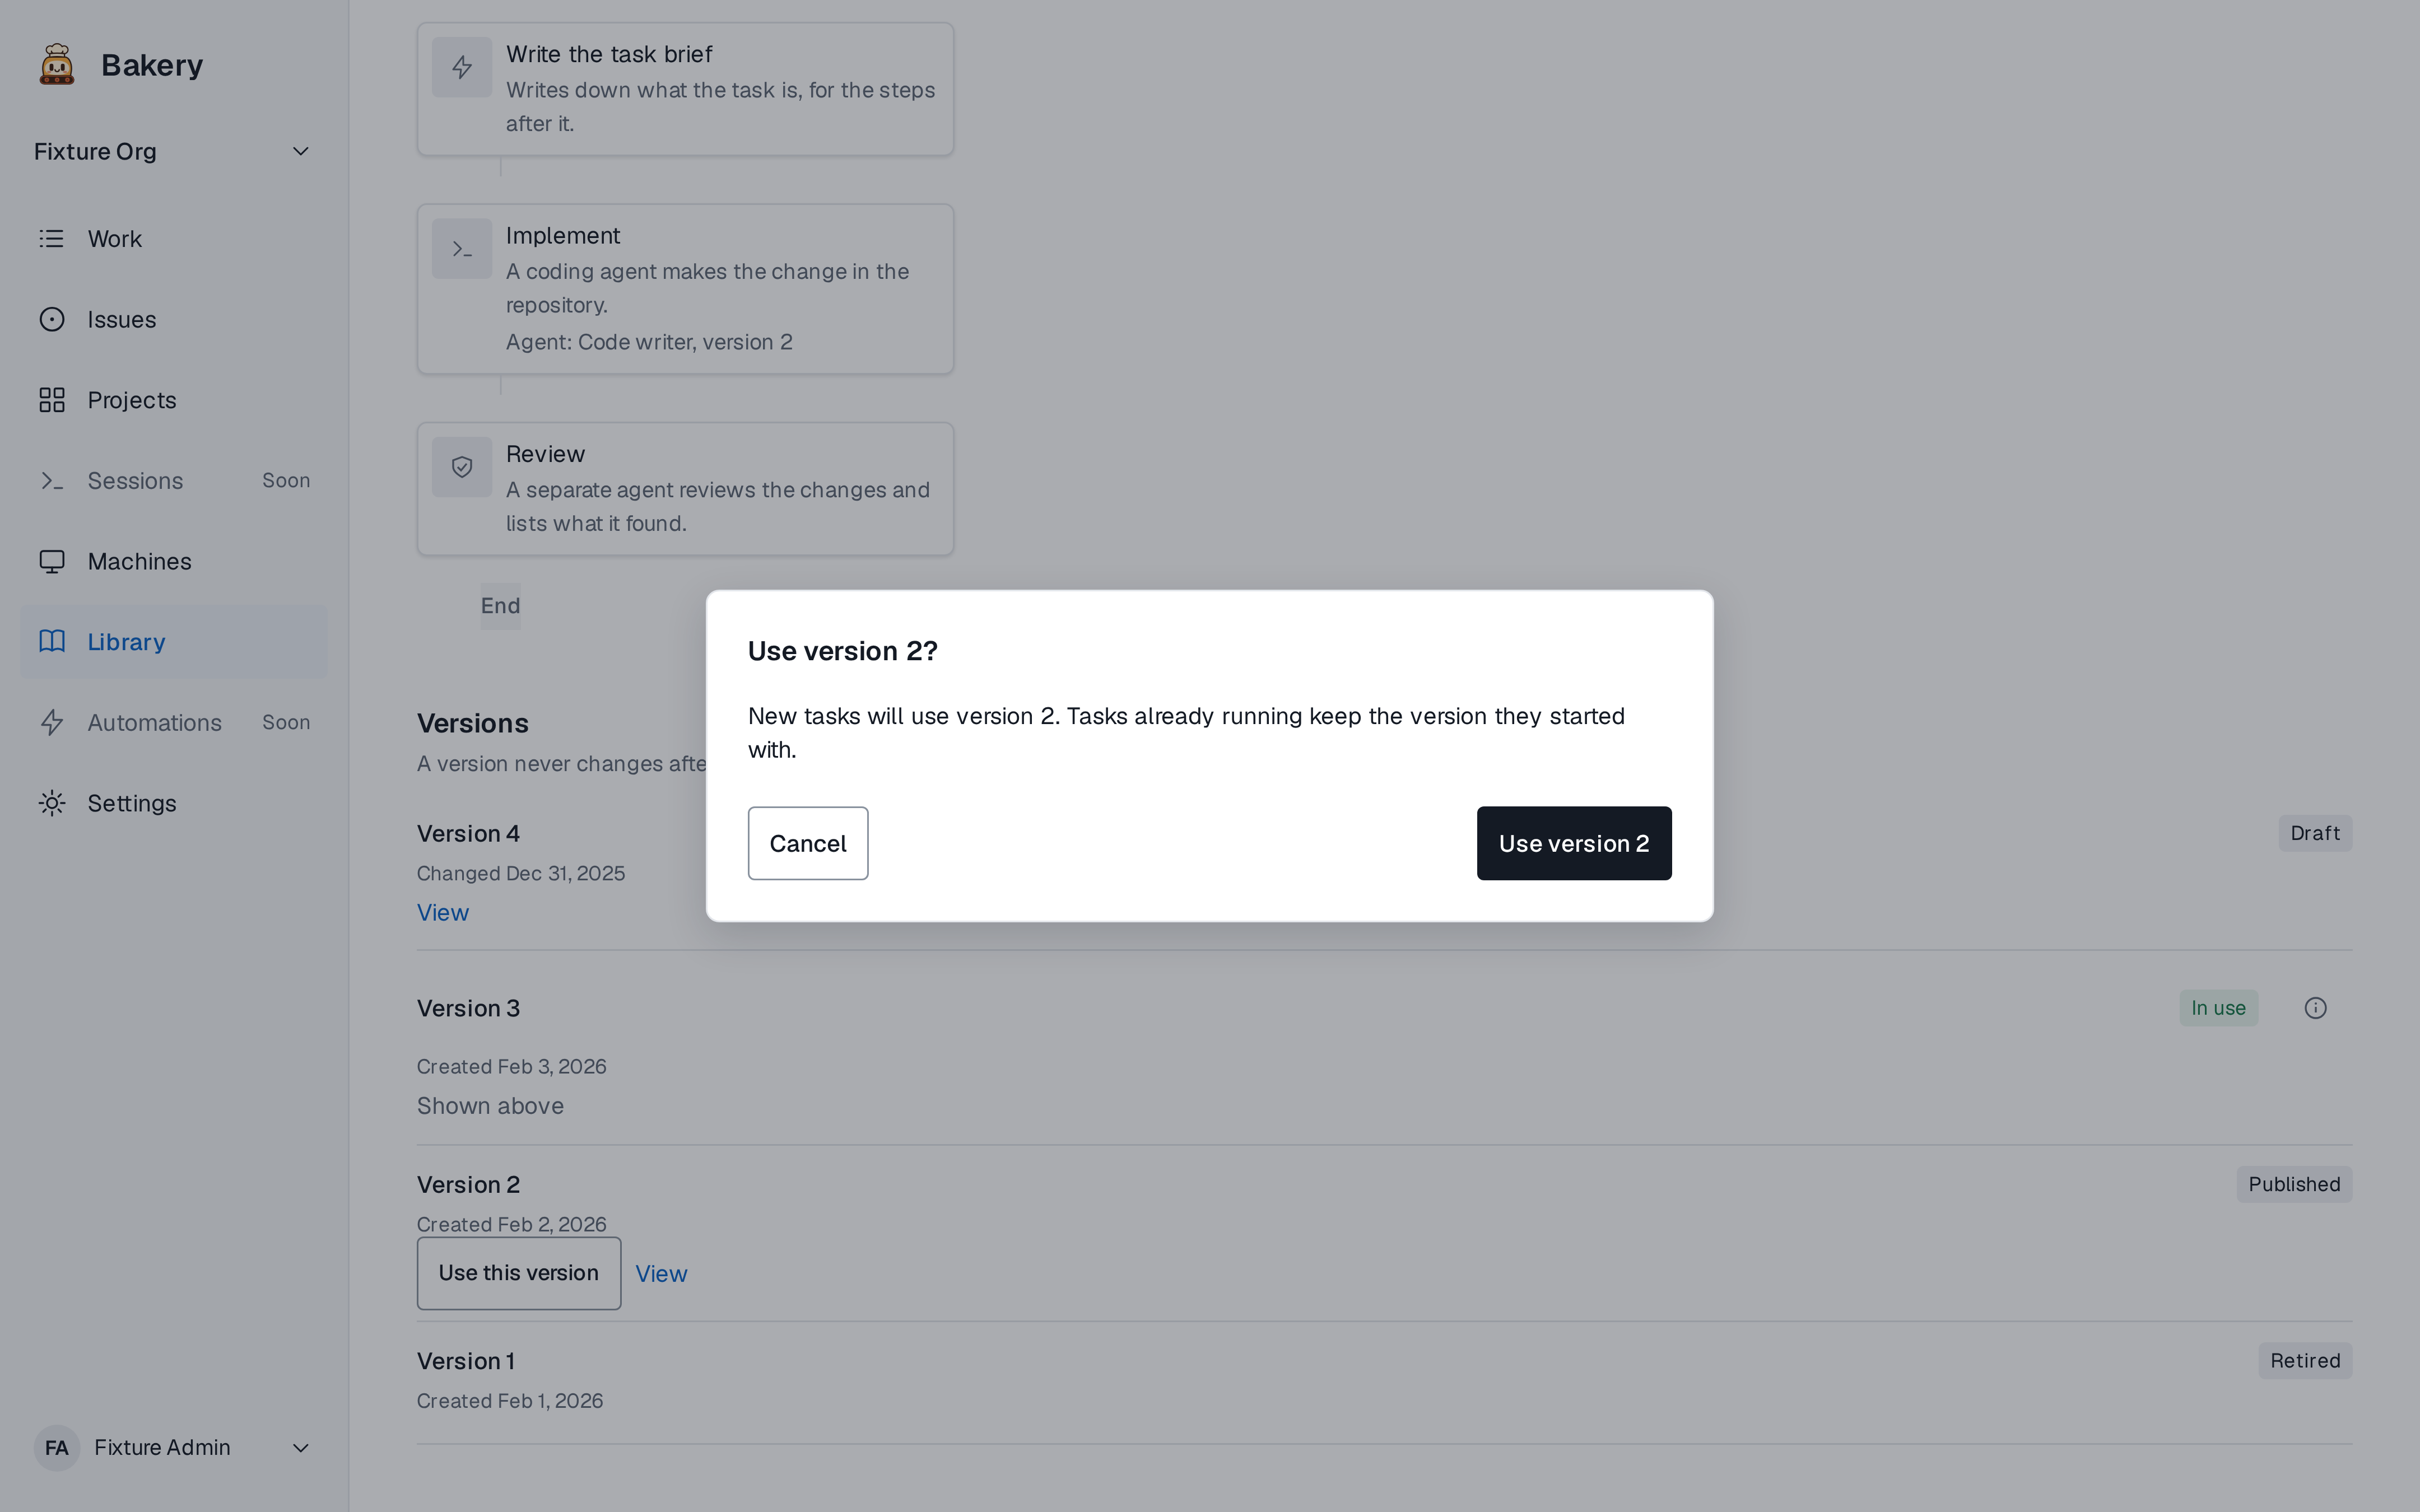 Bakery
Fixture Org
Work
Issues
Projects
Sessions Soon
Machines
Library
Automations Soon
Settings
FA Fixture Admin
Write the task brief
Writes down what the task is, for the steps
after it.
Implement
A coding agent makes the change in the
repository.
Agent: Code writer, version 2
Review
A separate agent reviews the changes and
lists what it found.
End
Versions
A version never changes afte
Version 4 Draft
Changed Dec 31, 2025
View
Version 3 In use
Created Feb 3, 2026
Shown above
Version 2 Published
Created Feb 2, 2026
Use this version View
Version 1 Retired
Created Feb 1, 2026
Use version 2?
New tasks will use version 2. Tasks already running keep the version they started
with.
Cancel Use version 2